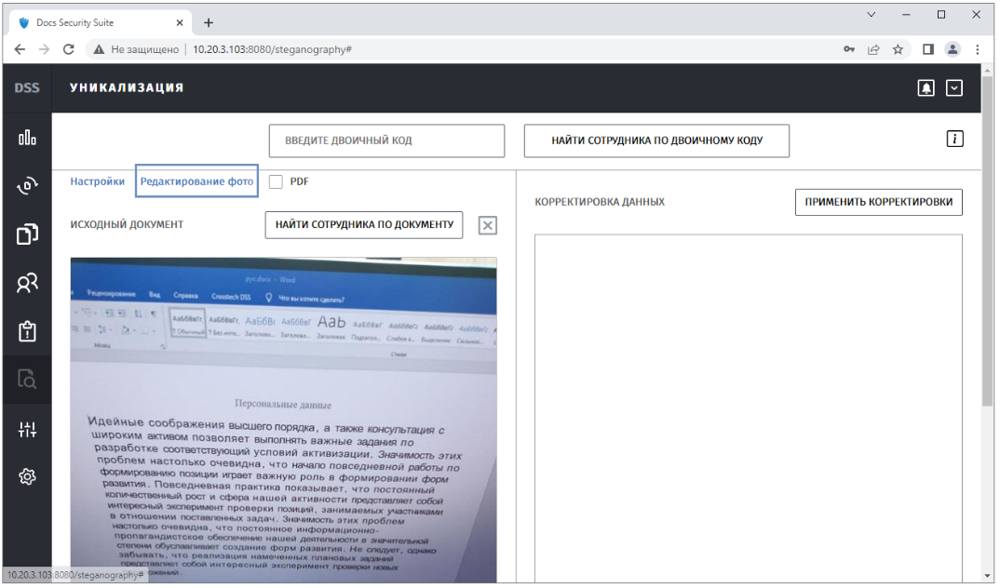 Docs Security Suite
Не защищено | 10.20.3.103:8080/steganography#
DSS УНИКАЛИЗАЦИЯ
ВВЕДИТЕ ДВОИЧНЫЙ КОД
НАЙТИ СОТРУДНИКА ПО ДВОИЧНОМУ КОДУ
Настройки Редактирование фото PDF
КОРРЕКТИРОВКА ДАННЫХ
ПРИМЕНИТЬ КОРРЕКТИРОВКИ
ИСХОДНЫЙ ДОКУМЕНТ
НАЙТИ СОТРУДНИКА ПО ДОКУМЕНТУ
рус.docx - Word
Рецензирование Вид Справка Crosstech DSS Что вы хотите сделать?
АаБбВвГг, АаБбВвГг, АаБбВг АаБбВвГ АаЬ АаБбВвГ АаБбВвГг АаБбВвГг АаБбВвГг
¶ Обычный ¶ Без инте... Заголово... Заголово... Заголовок Подзагол... Слабое в... Выделение Сильное...
Абзац
Стили
Персональные данные
Идейные соображения высшего порядка, а также консультация с
широким активом позволяет выполнять важные задания по
разработке соответствующий условий активизации. Значимость этих
проблем настолько очевидна, что начало повседневной работы по
формированию позиции играет важную роль в формировании форм
развития. Повседневная практика показывает, что постоянный
количественный рост и сфера нашей активности представляет собой
интересный эксперимент проверки позиций, занимаемых участниками
в отношении поставленных задач. Значимость этих проблем
настолько очевидна, что постоянное информационно-
пропагандистское обеспечение нашей деятельности в значительной
степени обуславливает создание форм развития. Не следует, однако
забывать, что реализация намеченных плановых заданий
представляет собой интересный эксперимент проверки новых
10.20.3.103:8080/steganography#